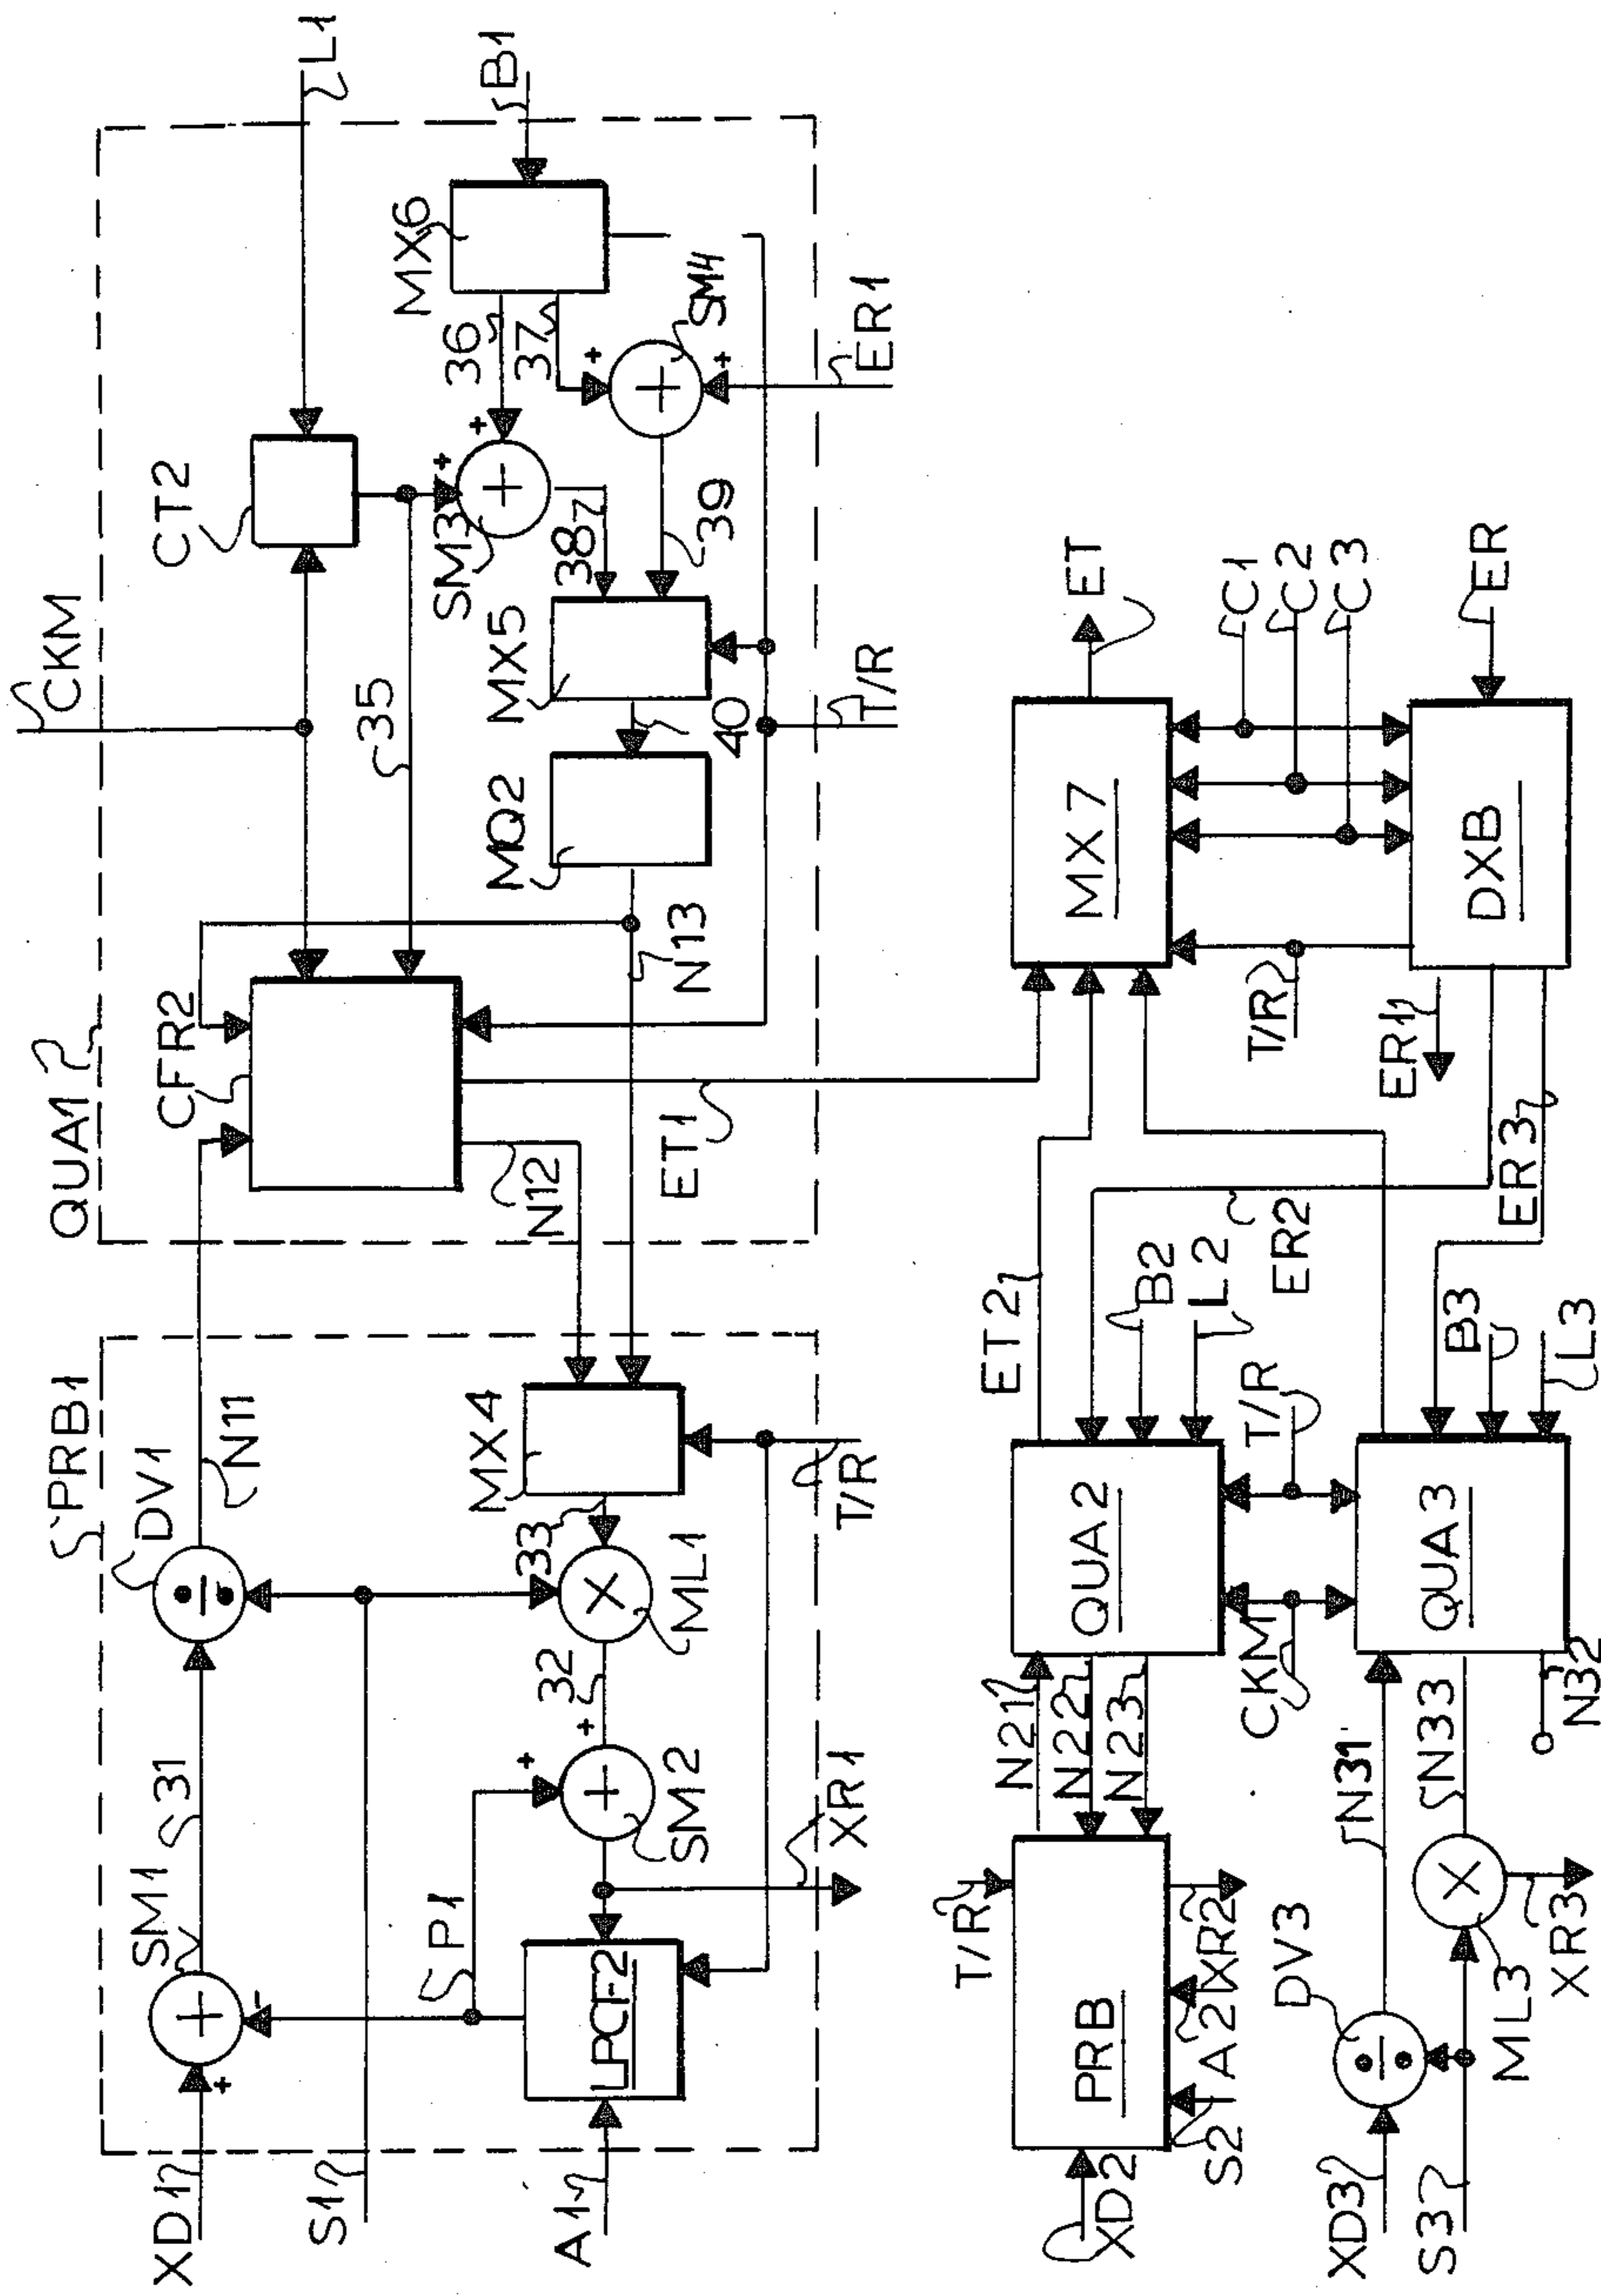 QUA1
CKM
L1
CT2
35
B1
MX6
36
37
SM3
SM4
38
39
MX5
40
MQ2
N13
CFR2
N12
ET1
ER1
T/R
PRB1
DV1
N11
SM1
31
XD1
S1
A1
LPCF2
P1
SM2
32
33
ML1
MX4
T/R
XR1
ET
C1
C2
C3
ER
MX7
DXB
T/R
ER1
ER3
ER2
ET2
B2
L2
B3
L3
QUA2
QUA3
T/R
CKM
N21
N22
N23
N31
N33
N32
T/R
PRB
XR2
A2
S2
XD2
DV3
ML3
XR3
XD3
S3